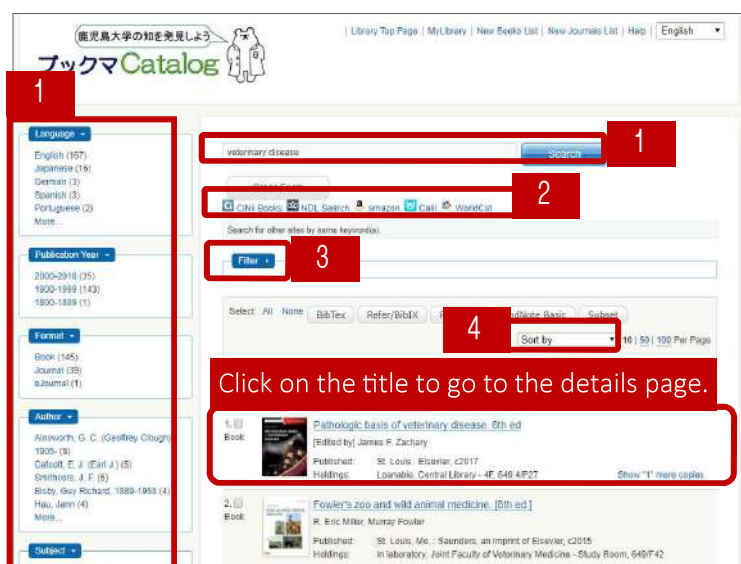 鹿児島大学の知を発見しよう
| Library Top Page | MyLibrary | New Books List | New Journals List | Help | English
ブックマCatalog
1
Language
English (167)
Japanese (16)
German (3)
Spanish (3)
Portuguese (2)
More...
Publication Year
2000-2018 (35)
1900-1999 (143)
1800-1899 (1)
Format
Book (145)
Journal (39)
eJournal (1)
Author
Ainsworth, G. C. (Geoffrey Clough)
1905- (8)
Catcott, E. J. (Earl J.) (5)
Smithcors, J. F. (5)
Bisby, Guy Richard, 1889-1958 (4)
Hau, Jann (4)
More...
Subject
veterinary disease
Search
1
CiNii Books NDL Search amazon Calil WorldCat
2
Search for other sites by same keyword(s).
Filter
3
Select All None BibTex Refer/BibIX EndNote Basic Subset
4
Sort by 10 | 50 | 100 Per Page
Click on the title to go to the details page.
1. Pathologic basis of veterinary disease. 6th ed
Book [Edited by] James F. Zachary
Published: St. Louis : Elsevier, c2017
Holdings: Loanable, Central Library - 4F, 649.4/P27 Show "1" more copies
2. Fowler's zoo and wild animal medicine. [8th ed.]
Book R. Eric Miller, Murray Fowler
Published: St. Louis, Mo. : Saunders, an imprint of Elsevier, c2015
Holdings: In laboratory, Joint Faculty of Veterinary Medicine - Study Room, 649/F42